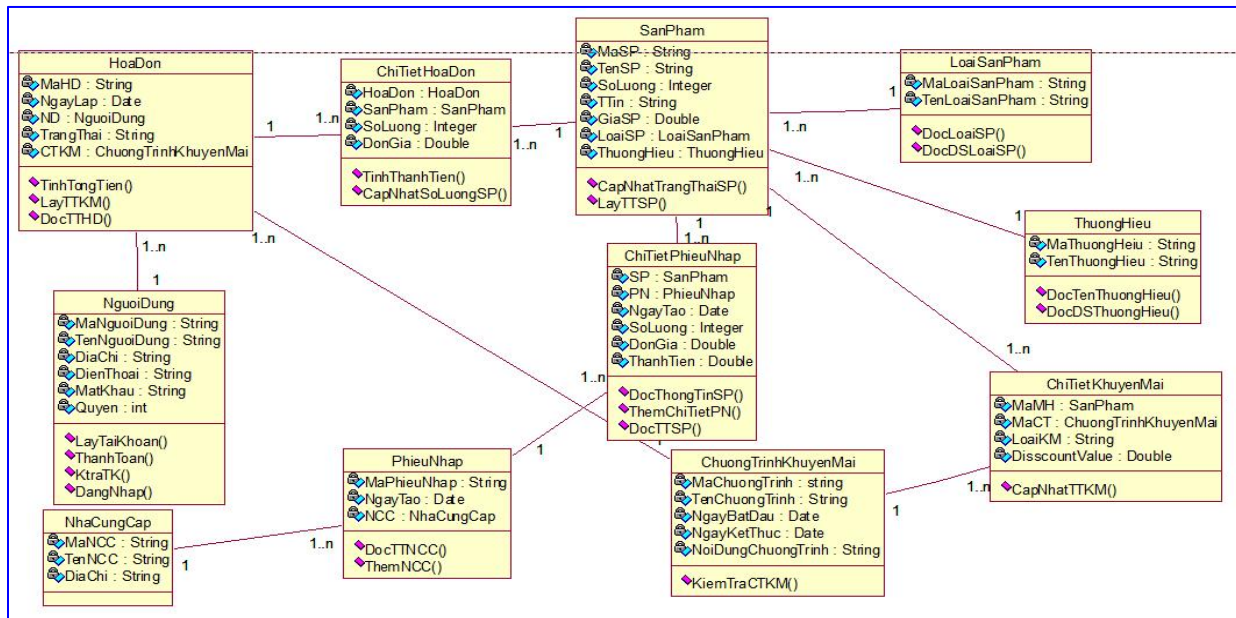 SanPham
MaSP : String
TenSP : String
SoLuong : Integer
TTin : String
GiaSP : Double
LoaiSP : LoaiSanPham
ThuongHieu : ThuongHieu
CapNhatTrangThaiSP()
LayTTSP()
HoaDon
MaHD : String
NgayLap : Date
ND : NguoiDung
TrangThai : String
CTKM : ChuongTrinhKhuyenMai
TinhTongTien()
LayTTKM()
DocTTHD()
1
1..n
ChiTietHoaDon
HoaDon : HoaDon
SanPham : SanPham
SoLuong : Integer
DonGia : Double
TinhThanhTien()
CapNhatSoLuongSP()
1..n
1
LoaiSanPham
MaLoaiSanPham : String
TenLoaiSanPham : String
DocLoaiSP()
DocDSLoaiSP()
1..n
1
1..n
1
ThuongHieu
MaThuongHeiu : String
TenThuongHieu : String
DocTenThuongHieu()
DocDSThuongHieu()
1
1..n
1
1..n
ChiTietPhieuNhap
SP : SanPham
PN : PhieuNhap
NgayTao : Date
SoLuong : Integer
DonGia : Double
ThanhTien : Double
DocThongTinSP()
ThemChiTietPN()
DocTTSP()
1..n
1..n
1
NguoiDung
MaNguoiDung : String
TenNguoiDung : String
DiaChi : String
DienThoai : String
MatKhau : String
Quyen : int
LayTaiKhoan()
ThanhToan()
KtraTK()
DangNhap()
1..n
1
PhieuNhap
MaPhieuNhap : String
NgayTao : Date
NCC : NhaCungCap
DocTTNCC()
ThemNCC()
NhaCungCap
MaNCC : String
TenNCC : String
DiaChi : String
1
1..n
ChuongTrinhKhuyenMai
MaChuongTrinh : string
TenChuongTrinh : String
NgayBatDau : Date
NgayKetThuc : Date
NoiDungChuongTrinh : String
KiemTraCTKM()
1
1..n
ChiTietKhuyenMai
MaMH : SanPham
MaCT : ChuongTrinhKhuyenMai
LoaiKM : String
DisscountValue : Double
CapNhatTTKM()